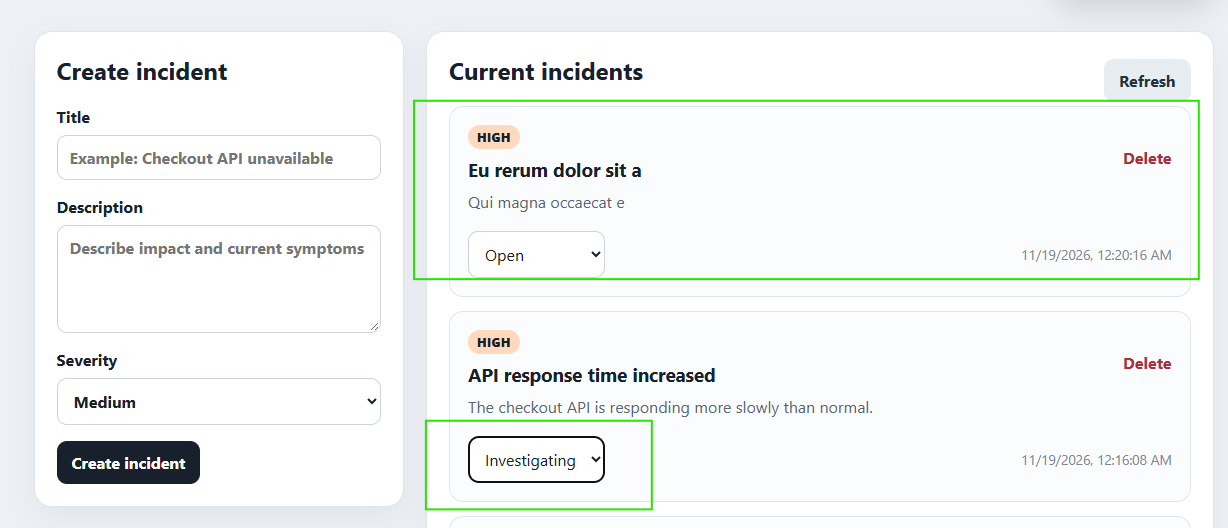 Create incident
Title
Example: Checkout API unavailable
Description
Describe impact and current symptoms
Severity
Medium
Create incident
Current incidents
Refresh
HIGH
Eu rerum dolor sit a
Delete
Qui magna occaecat e
Open
11/19/2026, 12:20:16 AM
HIGH
API response time increased
Delete
The checkout API is responding more slowly than normal.
Investigating
11/19/2026, 12:16:08 AM